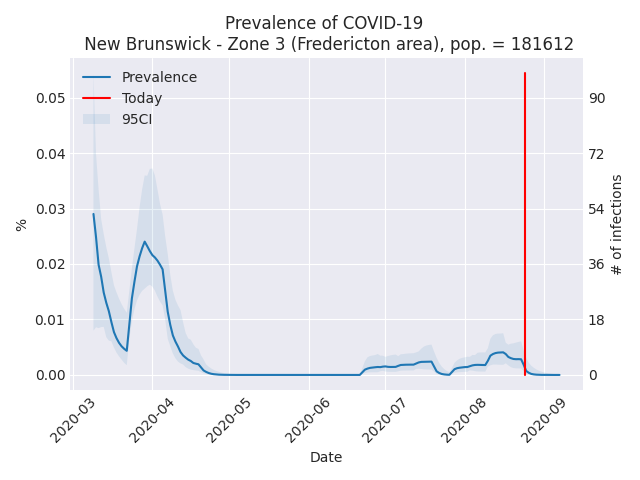 Prevalence of COVID-19
New Brunswick - Zone 3 (Fredericton area), pop. = 181612
Prevalence
Today
95CI
0.05
0.04
0.03
0.02
0.01
0.00
%
90
72
54
36
18
0
# of infections
2020-03
2020-04
2020-05
2020-06
2020-07
2020-08
2020-09
Date